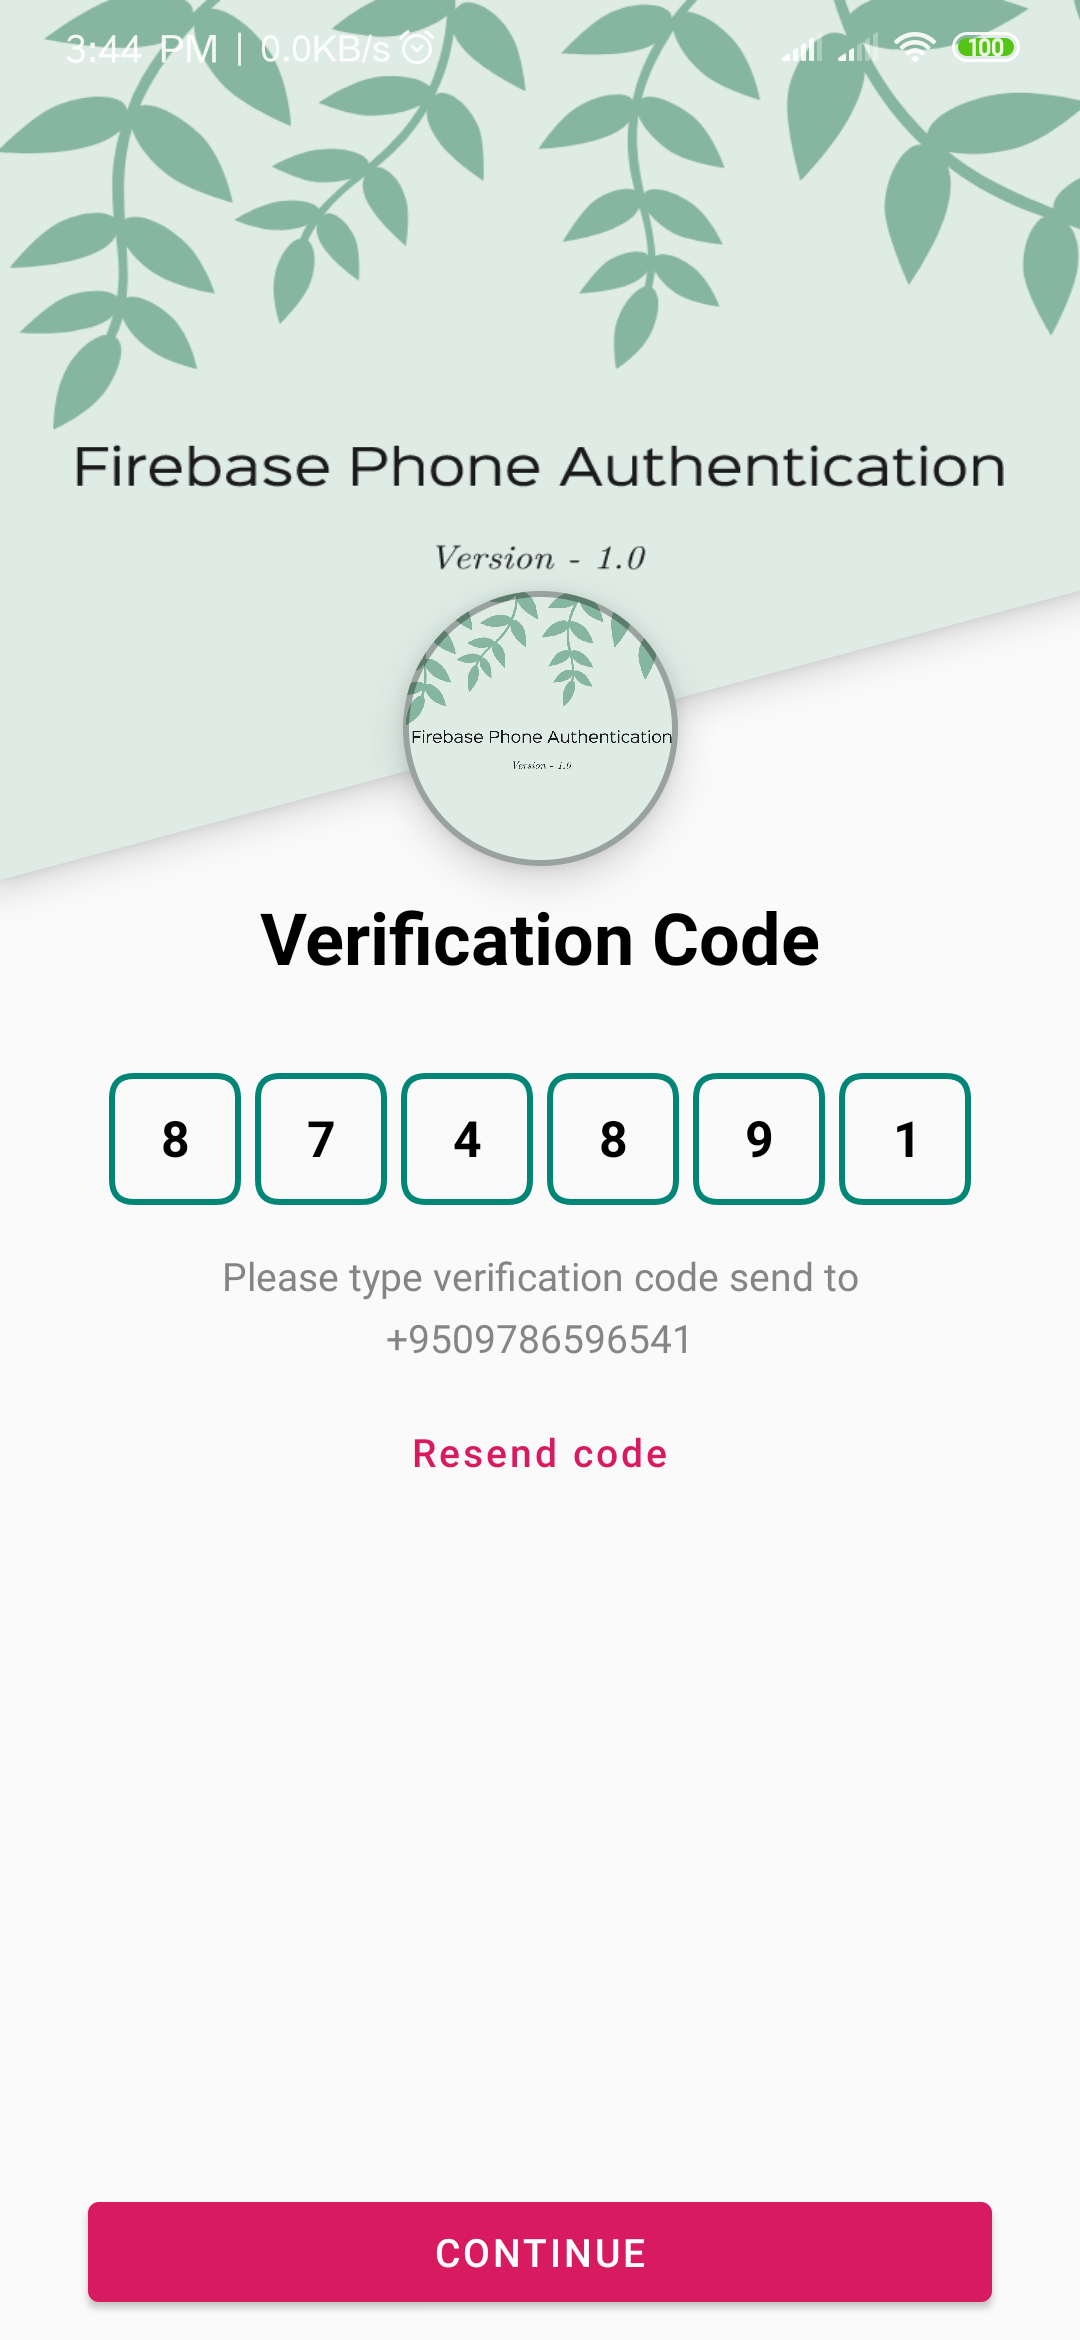 3:44 PM | 0.0KB/s
100
Firebase Phone Authentication
Version - 1.0
Firebase Phone Authentication
Version - 1.0
Verification Code
8 7 4 8 9 1
Please type verification code send to
+9509786596541
Resend code
CONTINUE